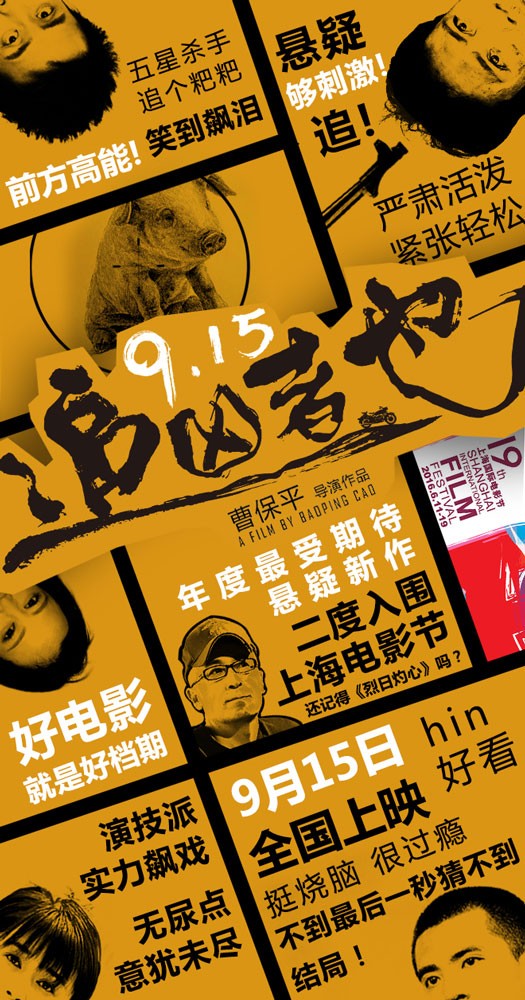 五星杀手
追个粑粑
前方高能!
笑到飙泪
悬疑
够刺激!
追!
严肃活泼
紧张轻松
9.15
追凶者也
曹保平 导演作品
A FILM BY BAOPING CAO
19th
上海国际电影节
SHANGHAI
INTERNATIONAL
FILM
FESTIVAL
2016.6.11-19
年度最受期待
悬疑新作
二度入围
上海电影节
还记得《烈日灼心》吗？
好电影
就是好档期
9月15日
全国上映
hin
好看
挺烧脑 很过瘾
不到最后一秒猜不到
结局！
演技派
实力飙戏
无尿点
意犹未尽